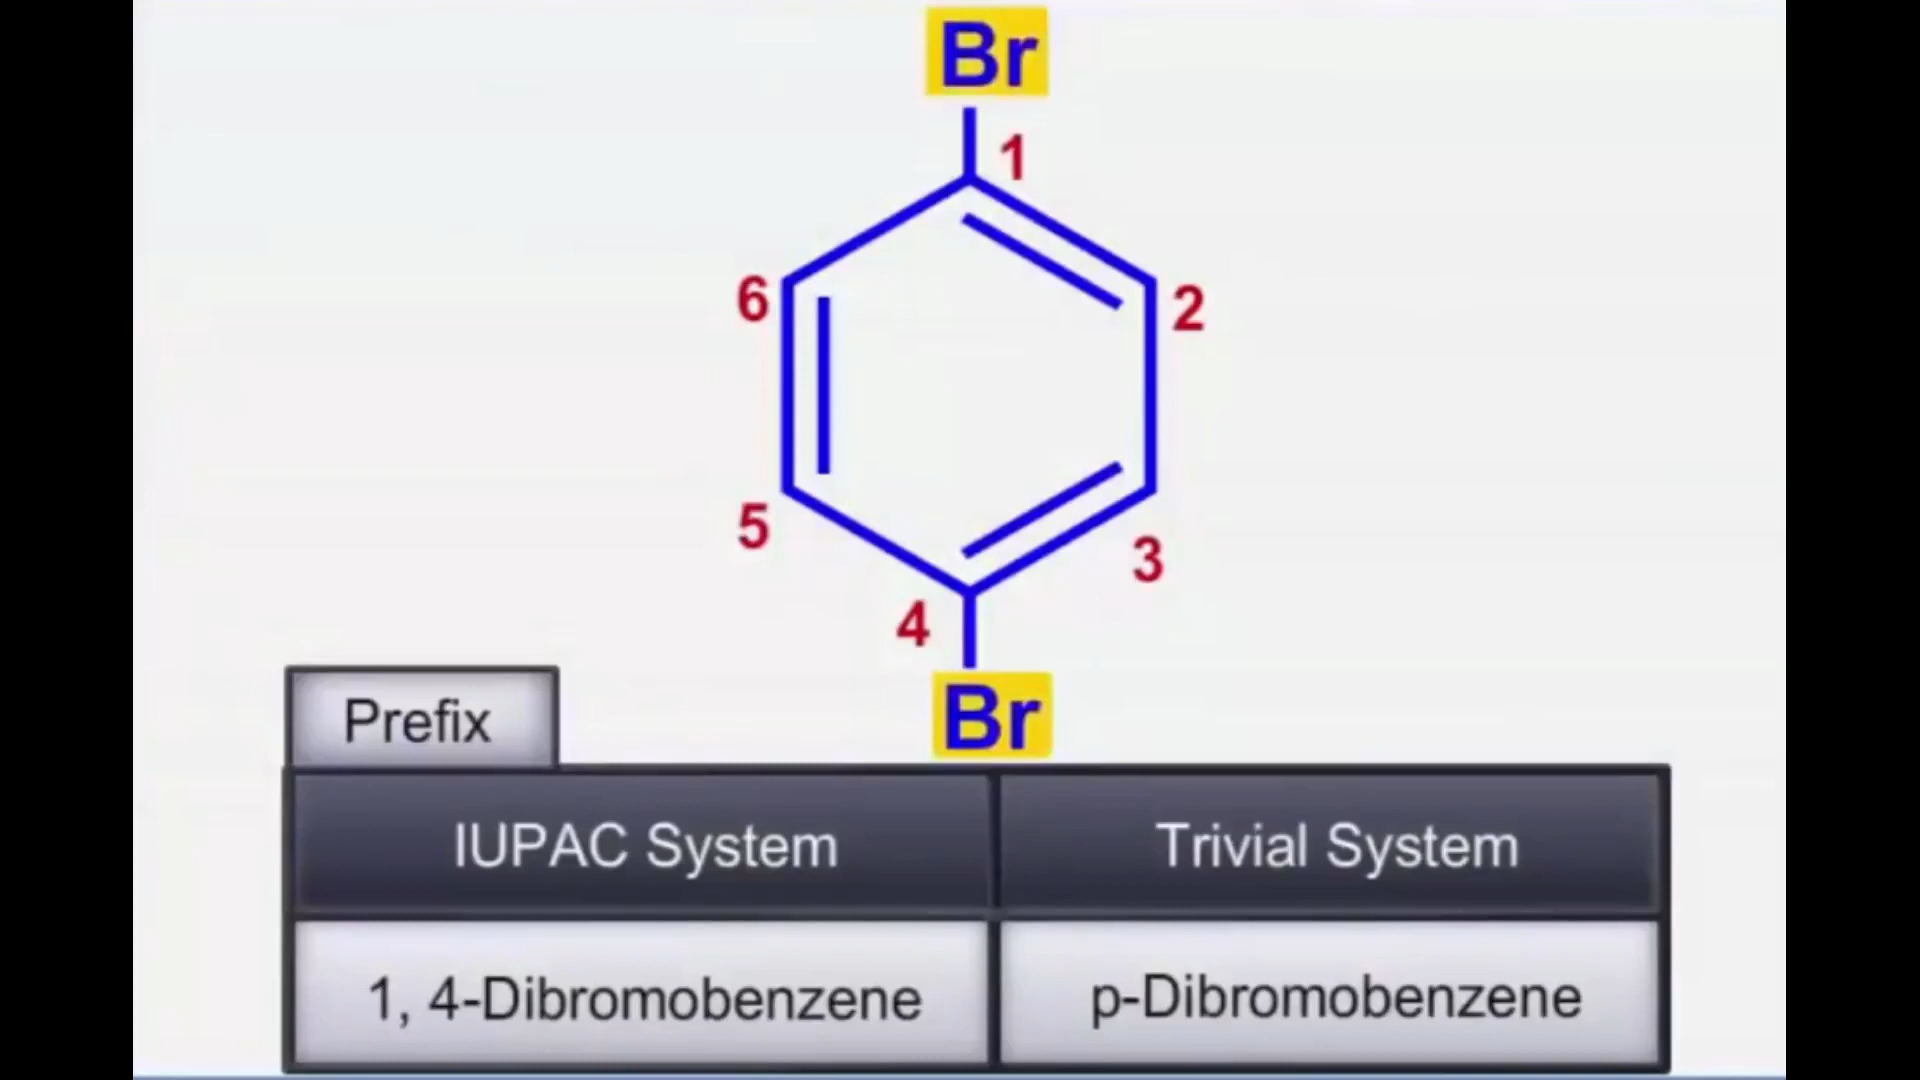 Br
1
6
2
5
3
4
Br
Prefix
IUPAC System
Trivial System
1, 4-Dibromobenzene
p-Dibromobenzene